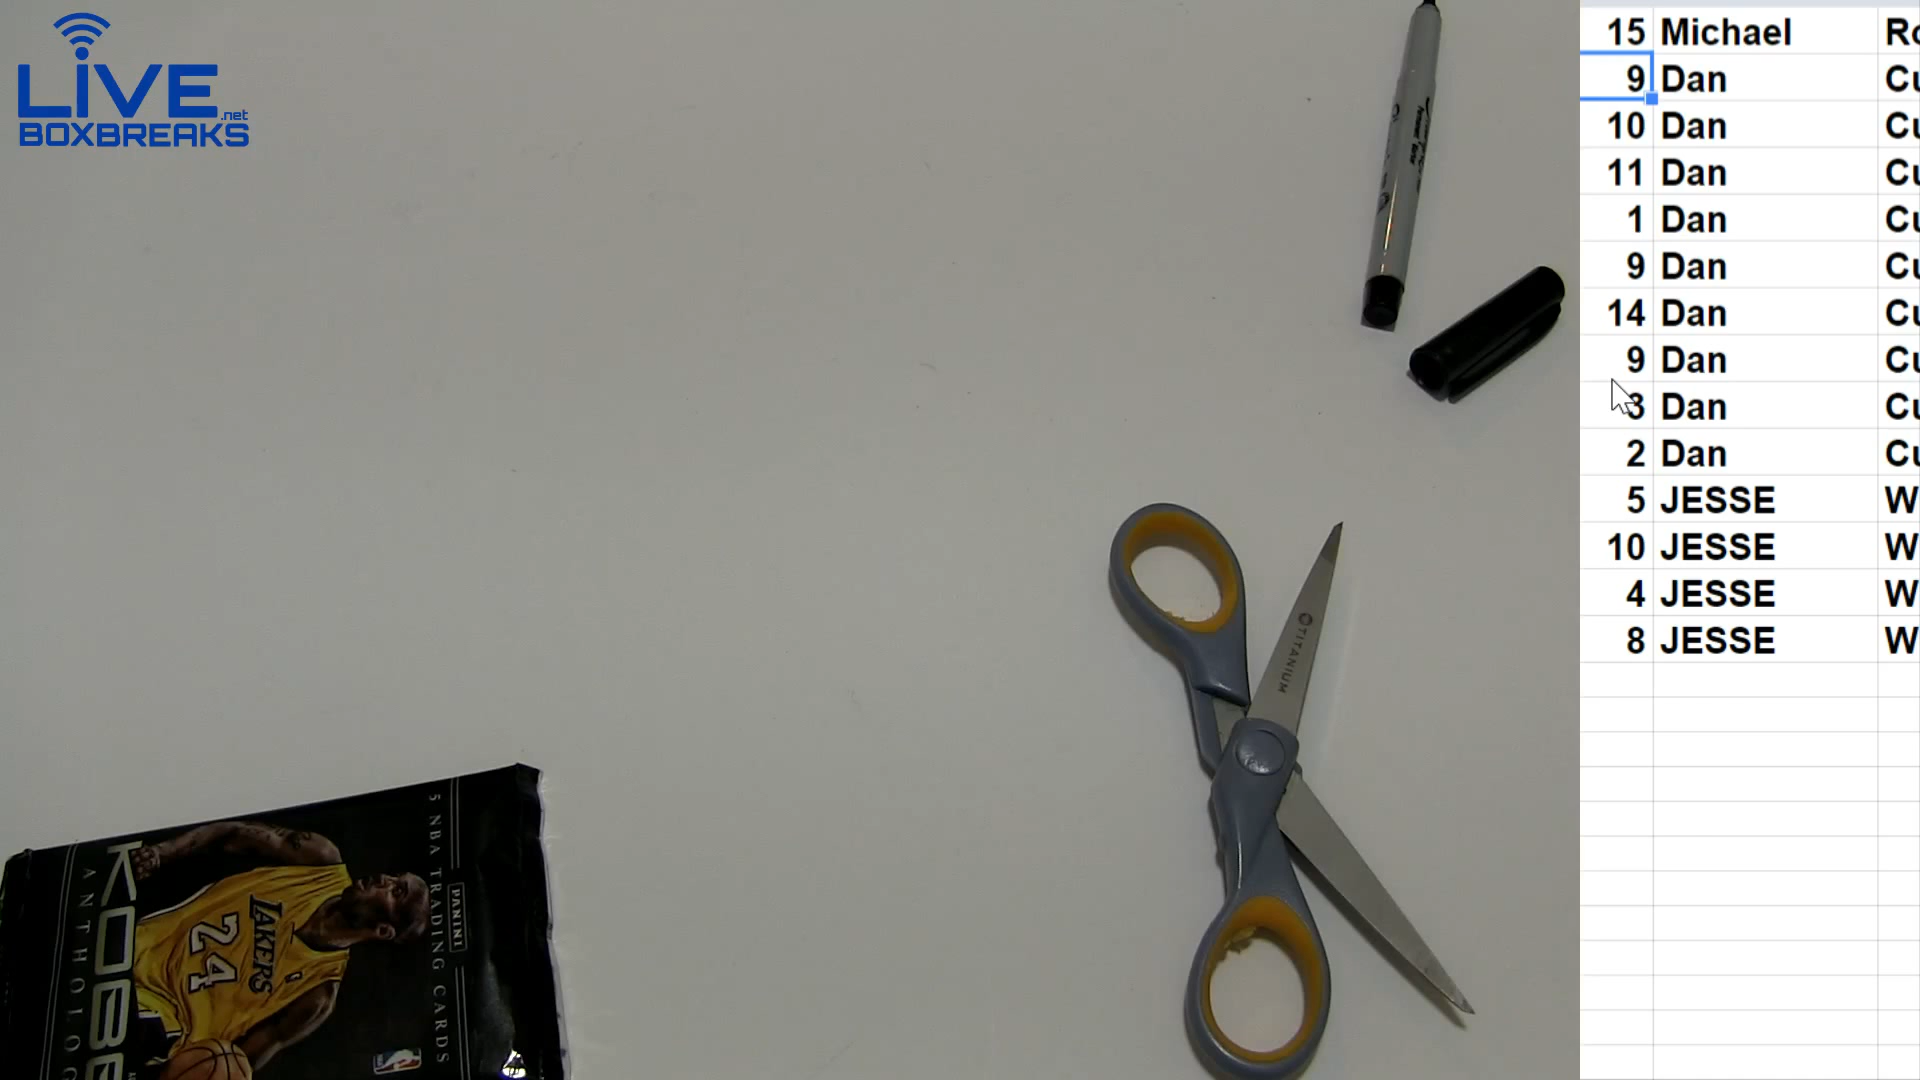 LIVE.net
BOXBREAKS
15 Michael
9 Dan
10 Dan
11 Dan
1 Dan
9 Dan
14 Dan
9 Dan
3 Dan
2 Dan
5 JESSE
10 JESSE
4 JESSE
8 JESSE
TITANIUM
5 NBA TRADING CARDS
PANINI
LAKERS
24
KOBE